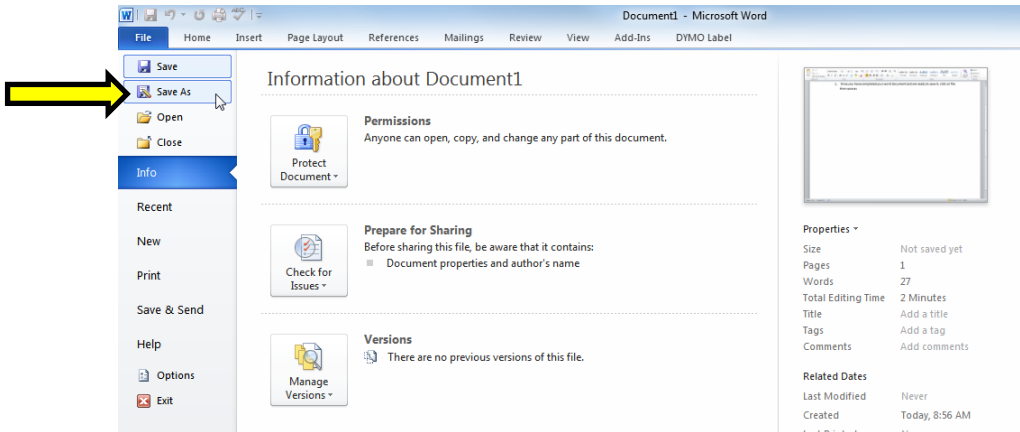 Document1 - Microsoft Word
File Home Insert Page Layout References Mailings Review View Add-Ins DYMO Label
Save
Save As
Open
Close
Info
Recent
New
Print
Save & Send
Help
Options
Exit
Information about Document1
Protect
Document
Permissions
Anyone can open, copy, and change any part of this document.
Check for
Issues
Prepare for Sharing
Before sharing this file, be aware that it contains:
Document properties and author's name
Manage
Versions
Versions
There are no previous versions of this file.
Properties
Size Not saved yet
Pages 1
Words 27
Total Editing Time 2 Minutes
Title Add a title
Tags Add a tag
Comments Add comments
Related Dates
Last Modified Never
Created Today, 8:56 AM